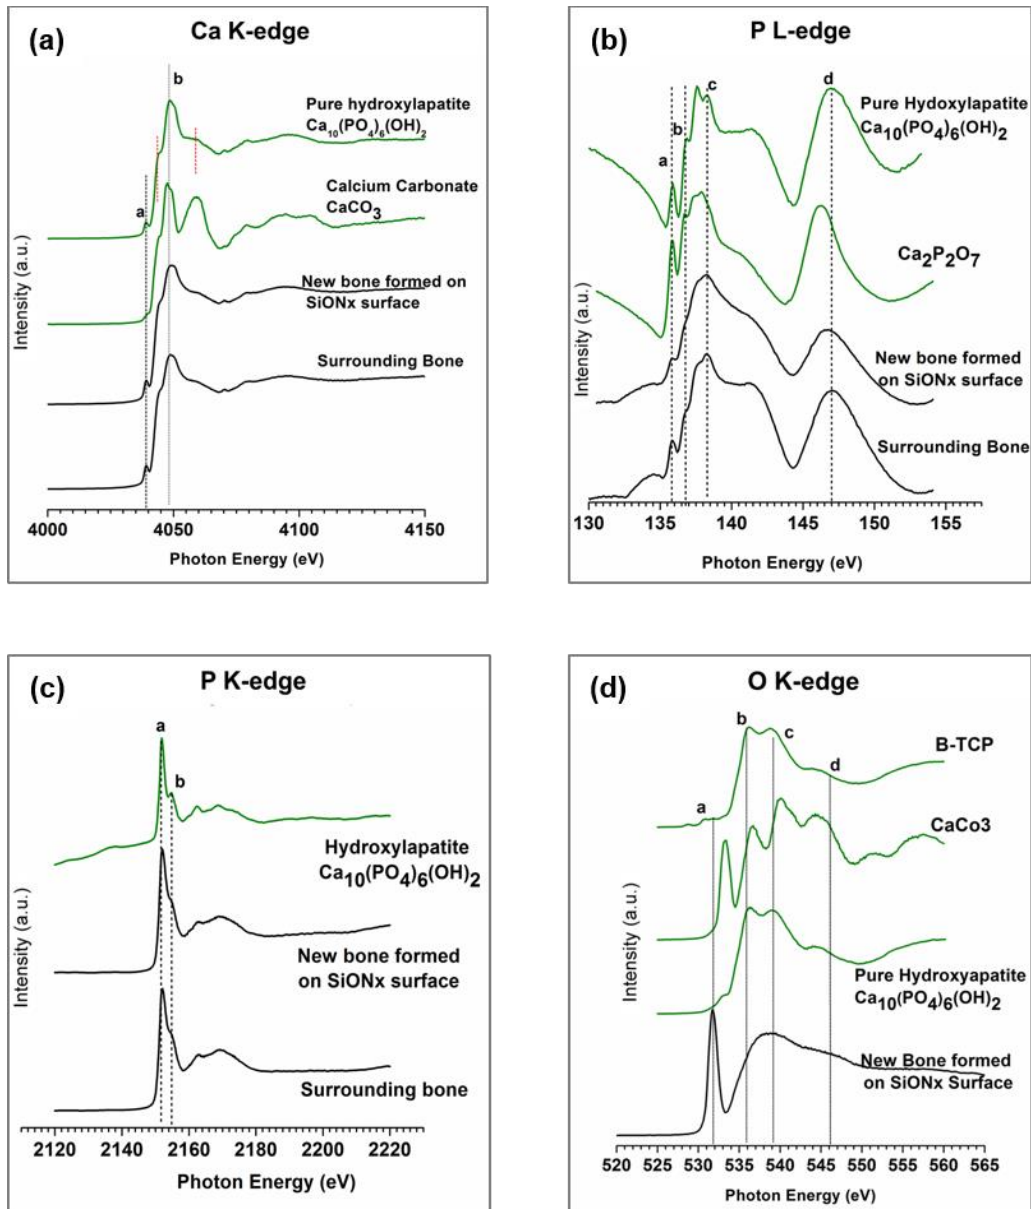 (a)
Ca K-edge
b
Pure hydroxylapatite
Ca10(PO4)6(OH)2
a
Calcium Carbonate
CaCO3
New bone formed on
SiONx surface
Surrounding Bone
Intensity (a.u.)
4000 4050 4100 4150
Photon Energy (eV)
(b)
P L-edge
a
b
c
d
Pure Hydoxylapatite
Ca10(PO4)6(OH)2
Ca2P2O7
New bone formed
on SiONx surface
Surrounding Bone
Intensity (a.u.)
130 135 140 145 150 155
Photon Energy (eV)
(c)
P K-edge
a
b
Hydroxylapatite
Ca10(PO4)6(OH)2
New bone formed
on SiONx surface
Surrounding bone
Intensity (a.u.)
2120 2140 2160 2180 2200 2220
Photon Energy (eV)
(d)
O K-edge
a
b
c
d
B-TCP
CaCo3
Pure Hydroxyapatite
Ca10(PO4)6(OH)2
New Bone formed
on SiONx Surface
Intensity (a.u.)
520 525 530 535 540 545 550 555 560 565
Photon Energy (eV)